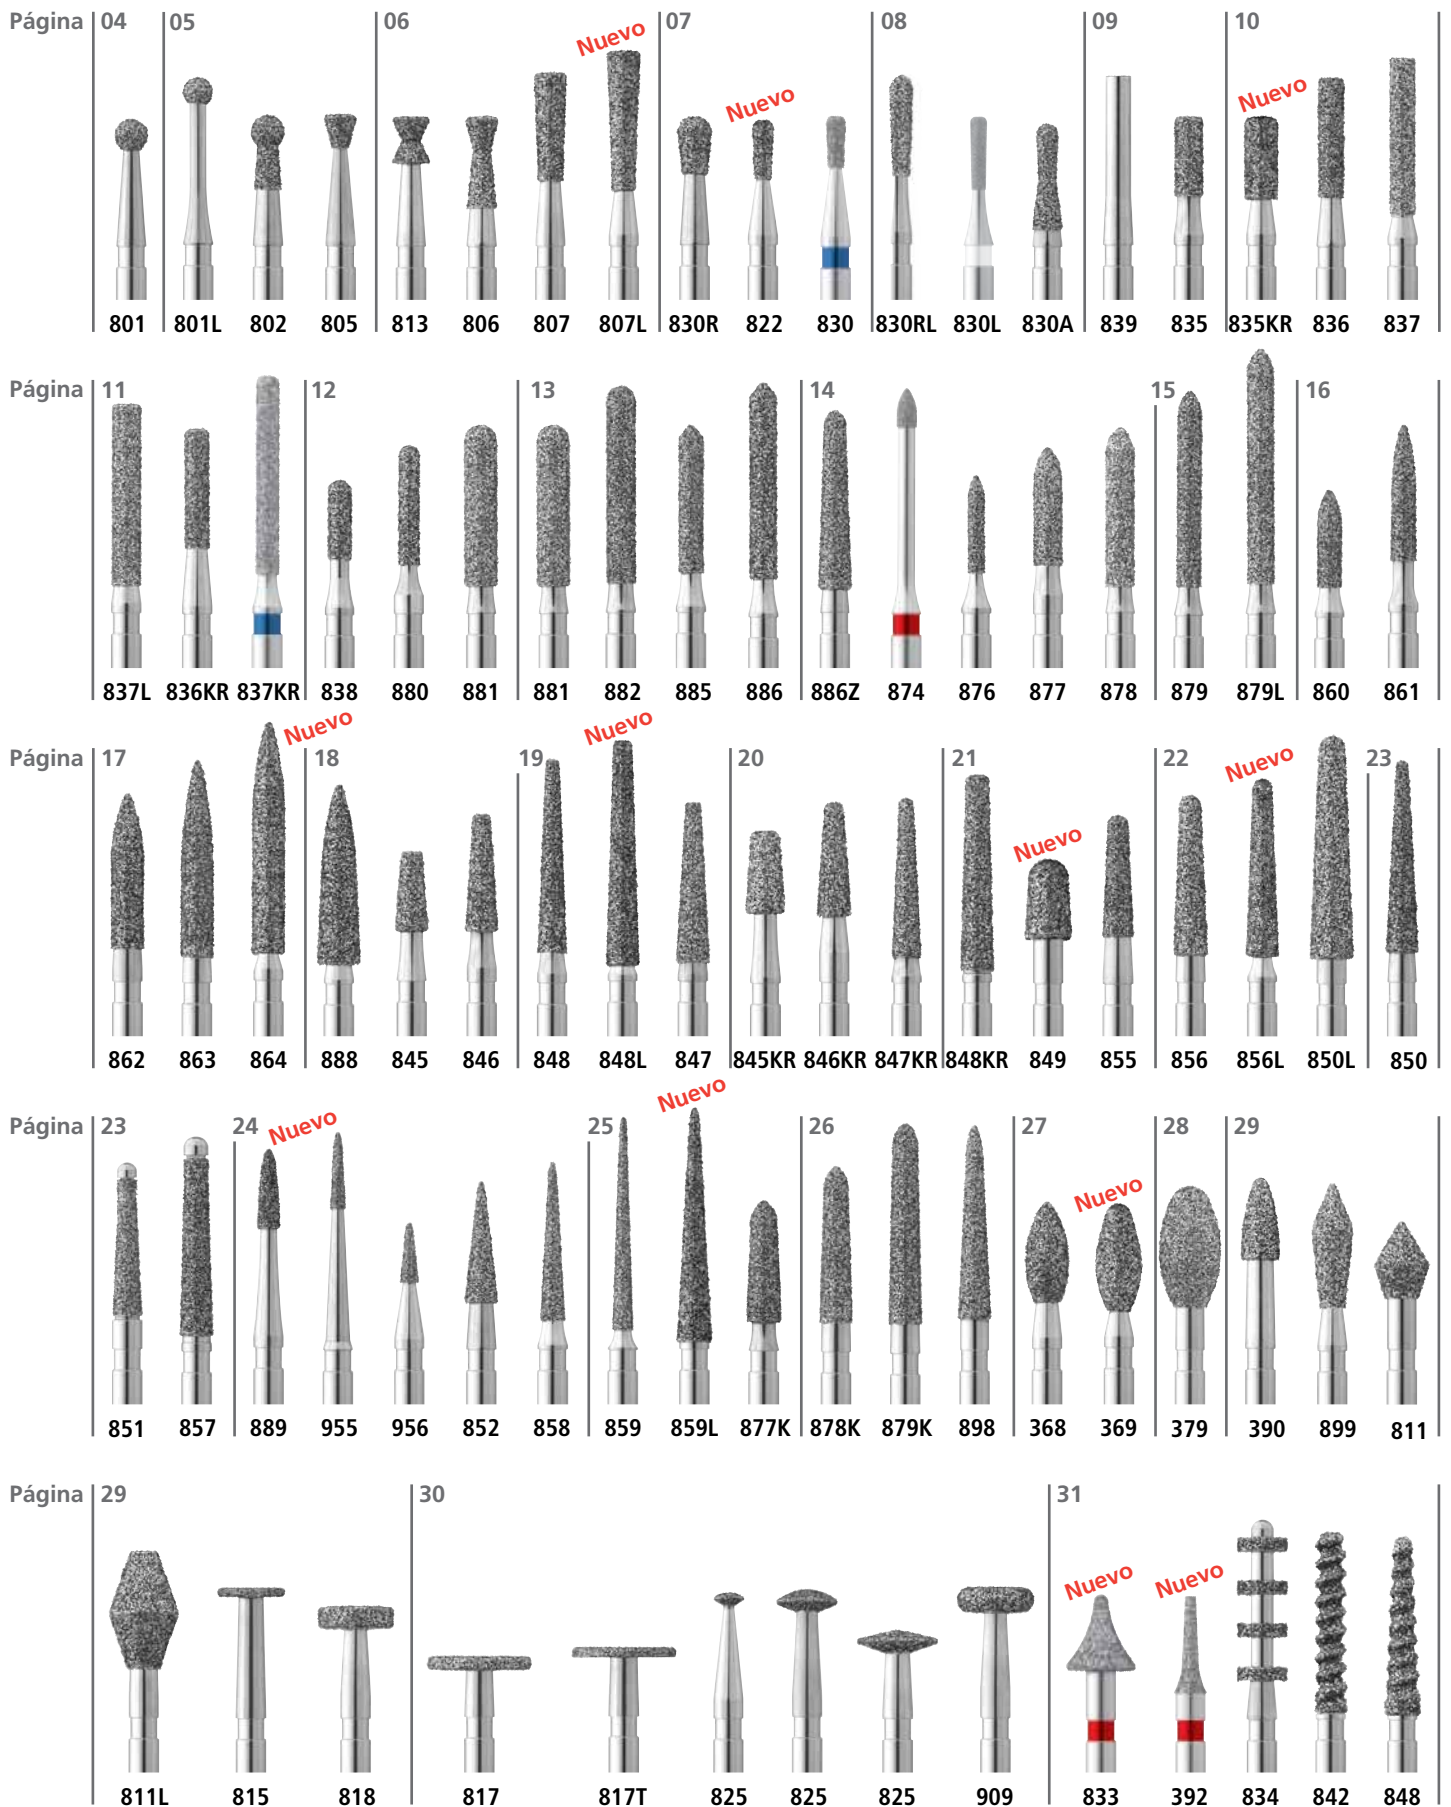 Página 04 05 06 07 08 09 10
Nuevo
Nuevo
Nuevo
801 801L 802 805 813 806 807 807L 830R 822 830 830RL 830L 830A 839 835 835KR 836 837
Página 11 12 13 14 15 16
837L 836KR 837KR 838 880 881 881 882 885 886 886Z 874 876 877 878 879 879L 860 861
Nuevo Nuevo
Página 17 18 19 20 21 22 23
Nuevo
Nuevo
862 863 864 888 845 846 848 848L 847 845KR 846KR 847KR 848KR 849 855 856 856L 850L 850
Nuevo
Página 23 24 25 26 27 28 29
Nuevo
Nuevo
851 857 889 955 956 852 858 859 859L 877K 878K 879K 898 368 369 379 390 899 811
Página 29 30 31
Nuevo Nuevo
811L 815 818 817 817T 825 825 825 909 833 392 834 842 848